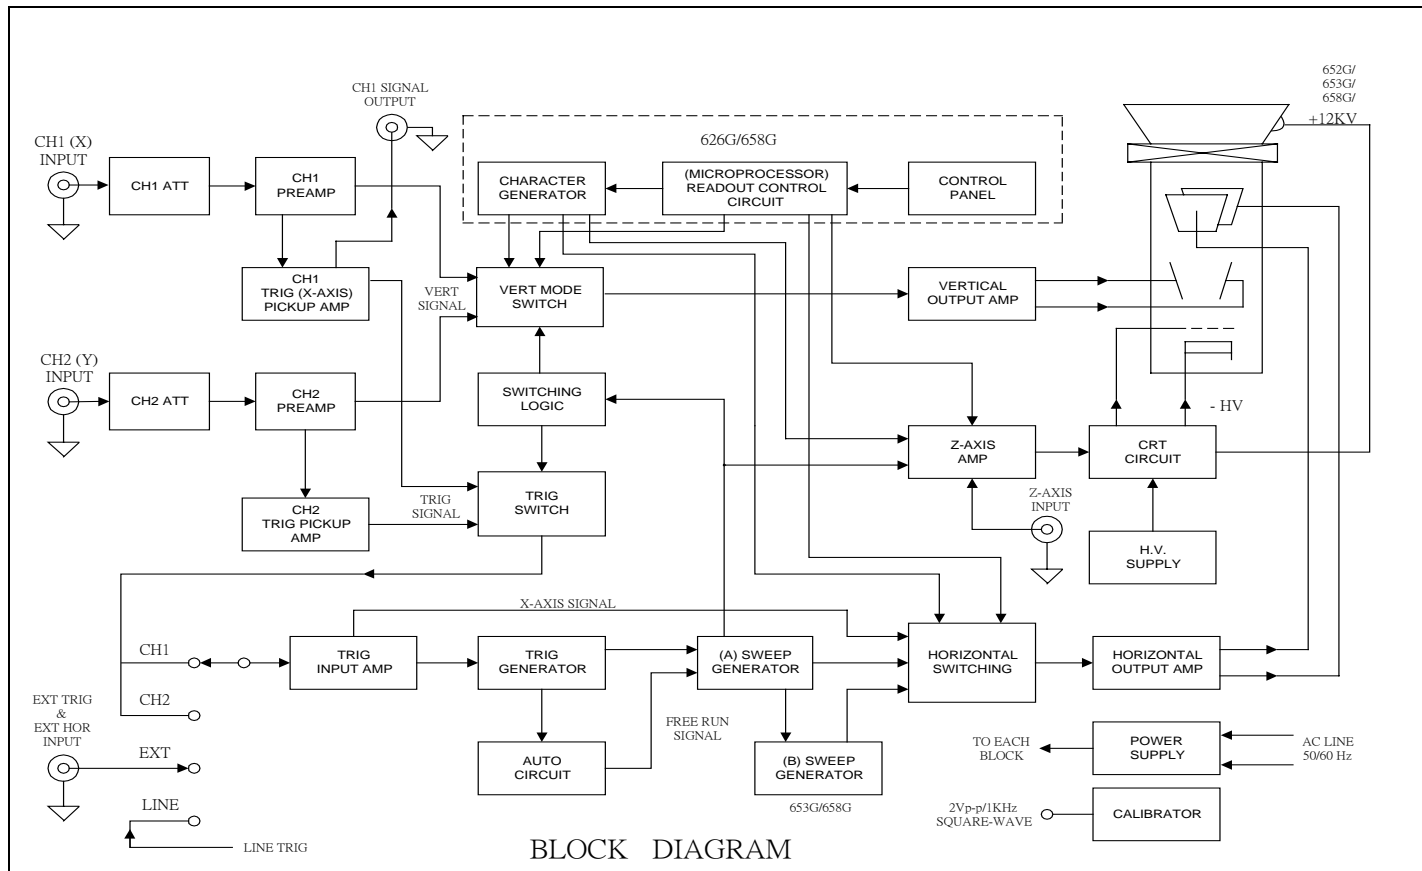 652G/
653G/
658G/
+12KV
CH1 SIGNAL
OUTPUT
CH1 (X)
INPUT
CH1 ATT
CH1
PREAMP
626G/658G
CHARACTER
GENERATOR
(MICROPROCESSOR)
READOUT CONTROL
CIRCUIT
CONTROL
PANEL
CH1
TRIG (X-AXIS)
PICKUP AMP
VERT
SIGNAL
VERT MODE
SWITCH
VERTICAL
OUTPUT AMP
CH2 (Y)
INPUT
CH2 ATT
CH2
PREAMP
SWITCHING
LOGIC
- HV
Z-AXIS
AMP
CRT
CIRCUIT
CH2
TRIG PICKUP
AMP
TRIG
SIGNAL
TRIG
SWITCH
Z-AXIS
INPUT
H.V.
SUPPLY
X-AXIS SIGNAL
CH1
TRIG
INPUT AMP
TRIG
GENERATOR
(A) SWEEP
GENERATOR
HORIZONTAL
SWITCHING
HORIZONTAL
OUTPUT AMP
CH2
EXT TRIG
&
EXT HOR
INPUT
EXT
AUTO
CIRCUIT
FREE RUN
SIGNAL
(B) SWEEP
GENERATOR
653G/658G
TO EACH
BLOCK
POWER
SUPPLY
AC LINE
50/60 Hz
LINE
LINE TRIG
2Vp-p/1KHz
SQUARE-WAVE
CALIBRATOR
BLOCK DIAGRAM